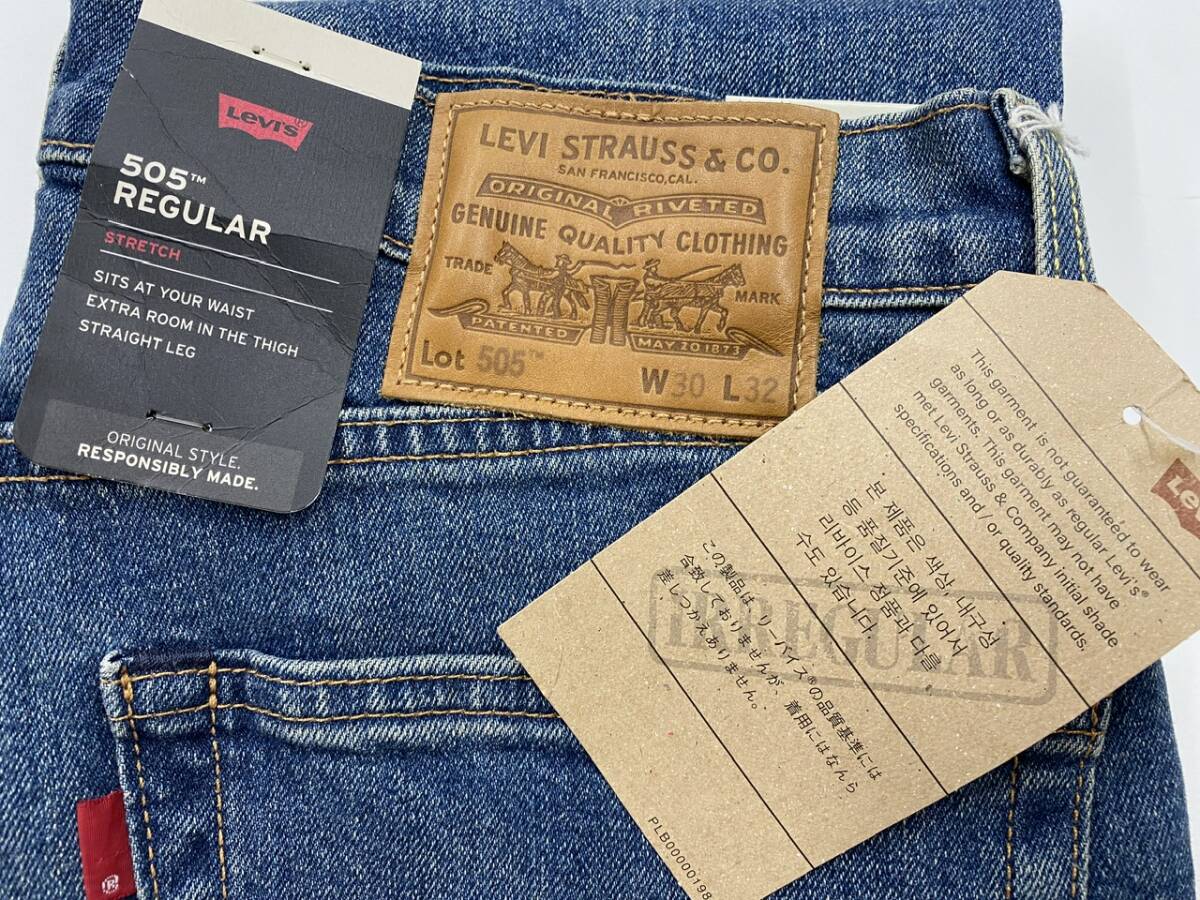 Levi's®
505™
REGULAR
STRETCH
SITS AT YOUR WAIST
EXTRA ROOM IN THE THIGH
STRAIGHT LEG
ORIGINAL STYLE.
RESPONSIBLY MADE.
LEVI STRAUSS & CO.
SAN FRANCISCO, CAL.
ORIGINAL RIVETED
GENUINE QUALITY CLOTHING
TRADE MARK
PATENTED MAY 20 1873
Lot 505™ W30 L32
This garment is not guaranteed to wear
as long or as durably as regular Levi's®
garments. This garment may not have
met Levi Strauss & Company initial shade
specifications and / or quality standards.
본 제품은 색상, 내구성
등 품질기준에 있어서
리바이스 정품과 다를
수도 있습니다.
この製品は リーバイス®の品質基準には
合致しておりませんが、着用にはなんら
差しつかえありません。
IRREGULAR
PLB00000198
®